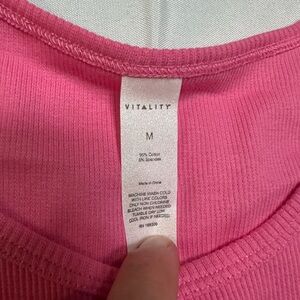 VITALITY
M
95% Cotton
5% Spandex
Made in China
MACHINE WASH COLD
WITH LIKE COLORS
ONLY NON CHLORINE
BLEACH WHEN NEEDED
TUMBLE DRY LOW
COOL IRON IF NEEDED